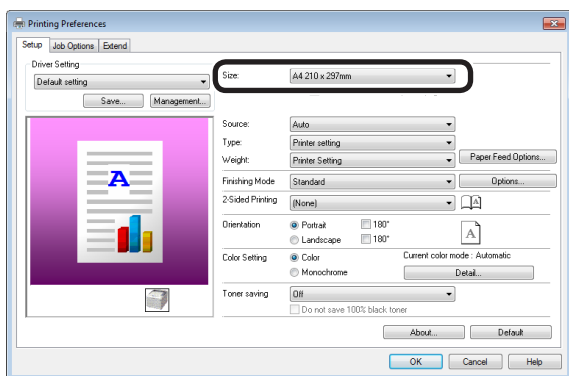 Printing Preferences
Setup Job Options Extend
Driver Setting
Default setting
Save... Management...
A
Size: A4 210 x 297mm
Source: Auto
Type: Printer setting
Weight: Printer Setting Paper Feed Options...
Finishing Mode Standard Options...
2-Sided Printing (None) A
Orientation Portrait 180°
Landscape 180° A
Color Setting Color Current color mode : Automatic
Monochrome Detail...
Toner saving Off
Do not save 100% black toner
About... Default
OK Cancel Help